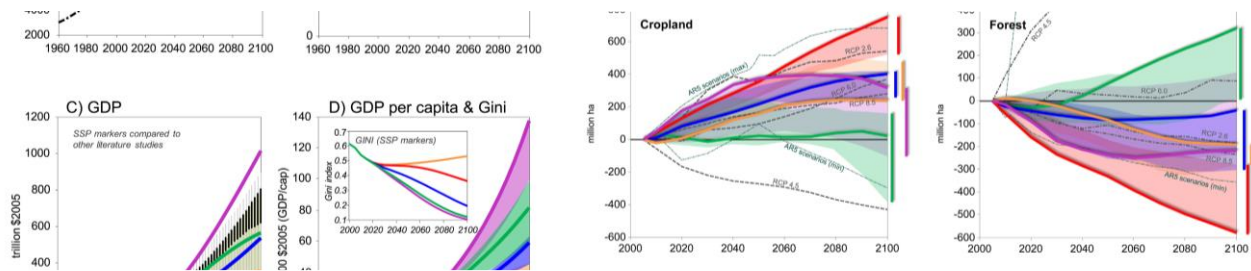 4000
1960 1980 2000 2020 2040 2060 2080 2100
0
1960 1980 2000 2020 2040 2060 2080 2100
C) GDP
1200
1000
800
600
400
trillion $2005
SSP markers compared to
other literature studies
D) GDP per capita & Gini
140
120
100
80
60
40
$2005 (GDP/cap)
GINI (SSP markers)
0.7
0.6
0.5
0.4
0.3
0.2
0.1
Gini index
2000 2020 2040 2060 2080 2100
Cropland
600
400
200
0
-200
-400
-600
million ha
AR5 scenarios (max)
RCP 2.6
RCP 8.5
AR5 scenarios (min)
RCP 4.5
2000 2020 2040 2060 2080 2100
Forest
300
200
100
0
-100
-200
-300
-400
-500
-600
million ha
RCP 4.5
RCP 2.6
RCP 8.5
AR5 scenarios (min)
2000 2020 2040 2060 2080 2100